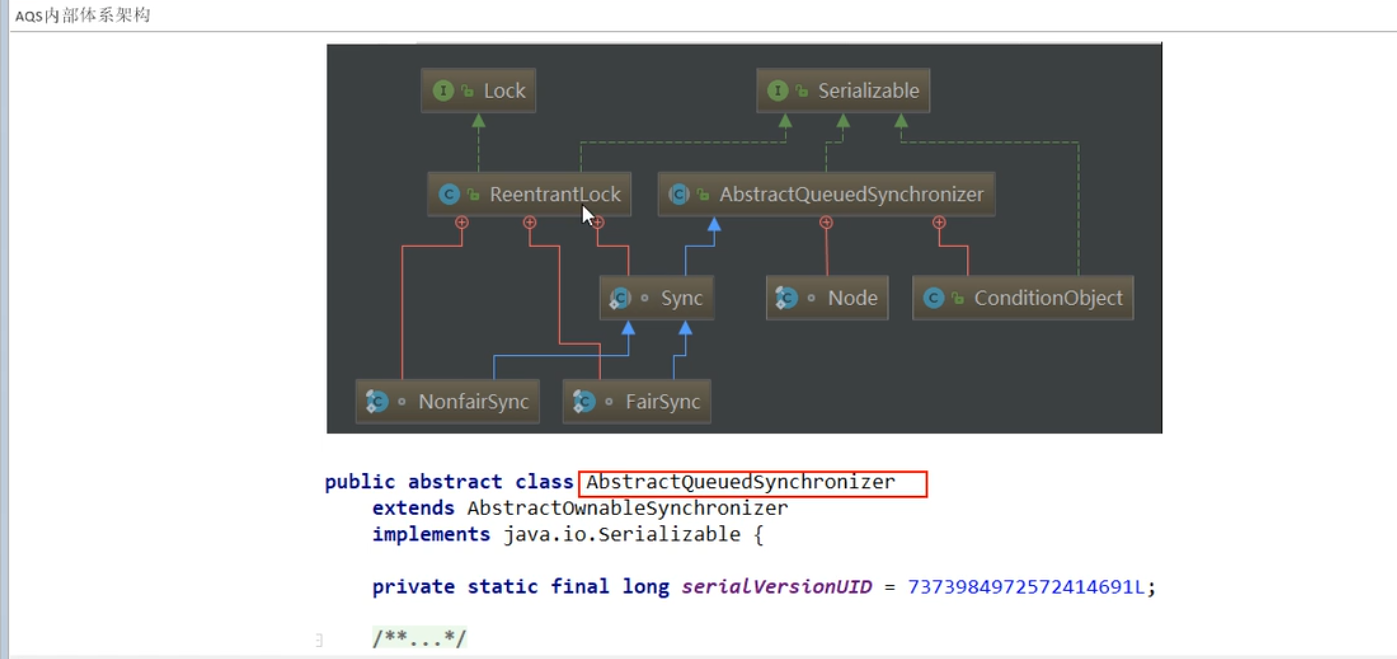 AQS内部体系架构
Lock
Serializable
ReentrantLock
AbstractQueuedSynchronizer
Sync
Node
ConditionObject
NonfairSync
FairSync
public abstract class AbstractQueuedSynchronizer
extends AbstractOwnableSynchronizer
implements java.io.Serializable {
private static final long serialVersionUID = 7373984972572414691L;
/**...*/